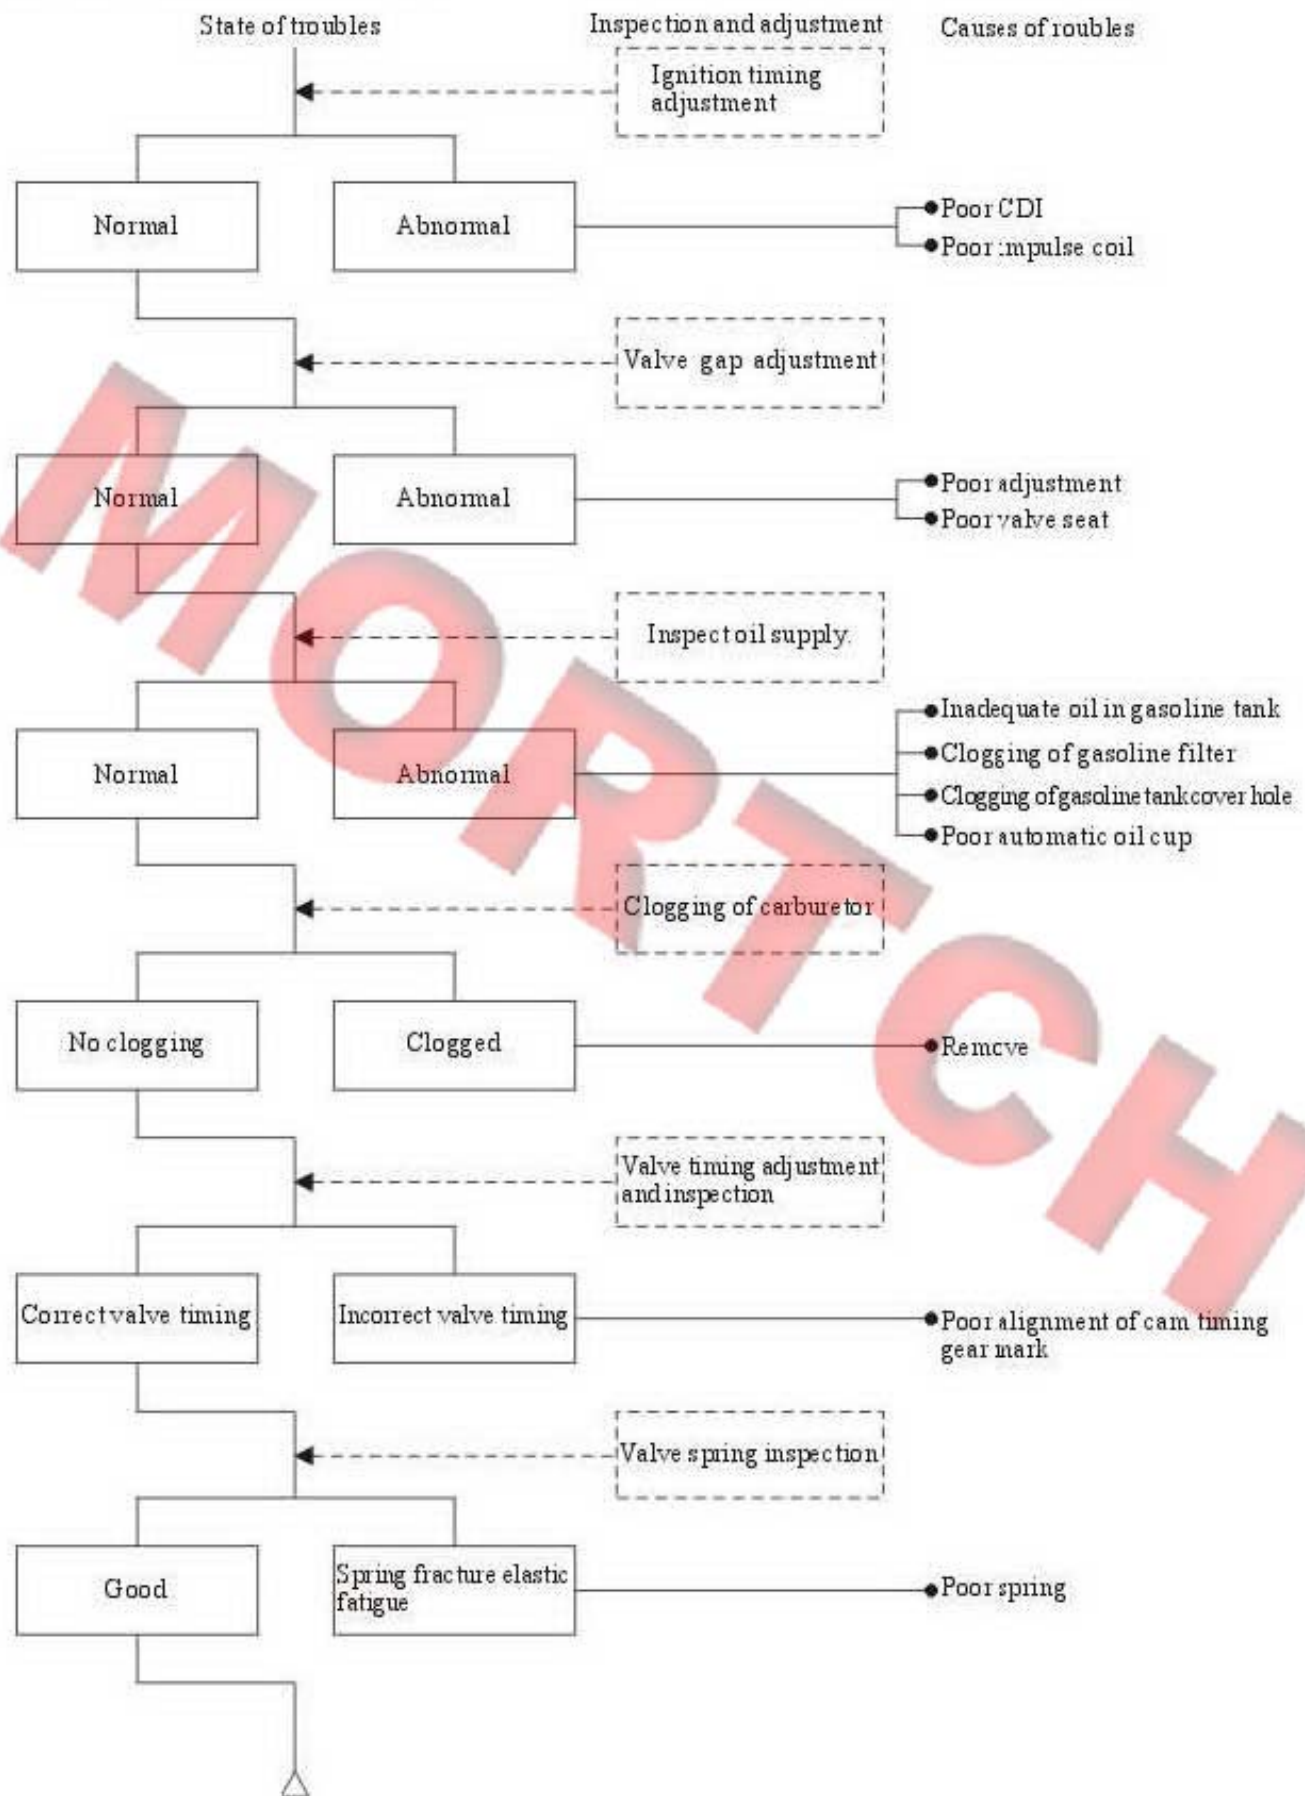 State of troubles
Inspection and adjustment
Causes of roubles
Ignition timing
adjustment
Normal
Abnormal
Poor CDI
Poor impulse coil
Valve gap adjustment
Normal
Abnormal
Poor adjustment
Poor valve seat
Inspect oil supply.
Normal
Abnormal
Inadequate oil in gasoline tank
Clogging of gasoline filter
Clogging of gasoline tank cover hole
Poor automatic oil cup
Clogging of carburetor
No clogging
Clogged
Remove
Valve timing adjustment
and inspection
Correct valve timing
Incorrect valve timing
Poor alignment of cam timing
gear mark
Valve spring inspection
Good
Spring fracture elastic
fatigue
Poor spring
MORTCH